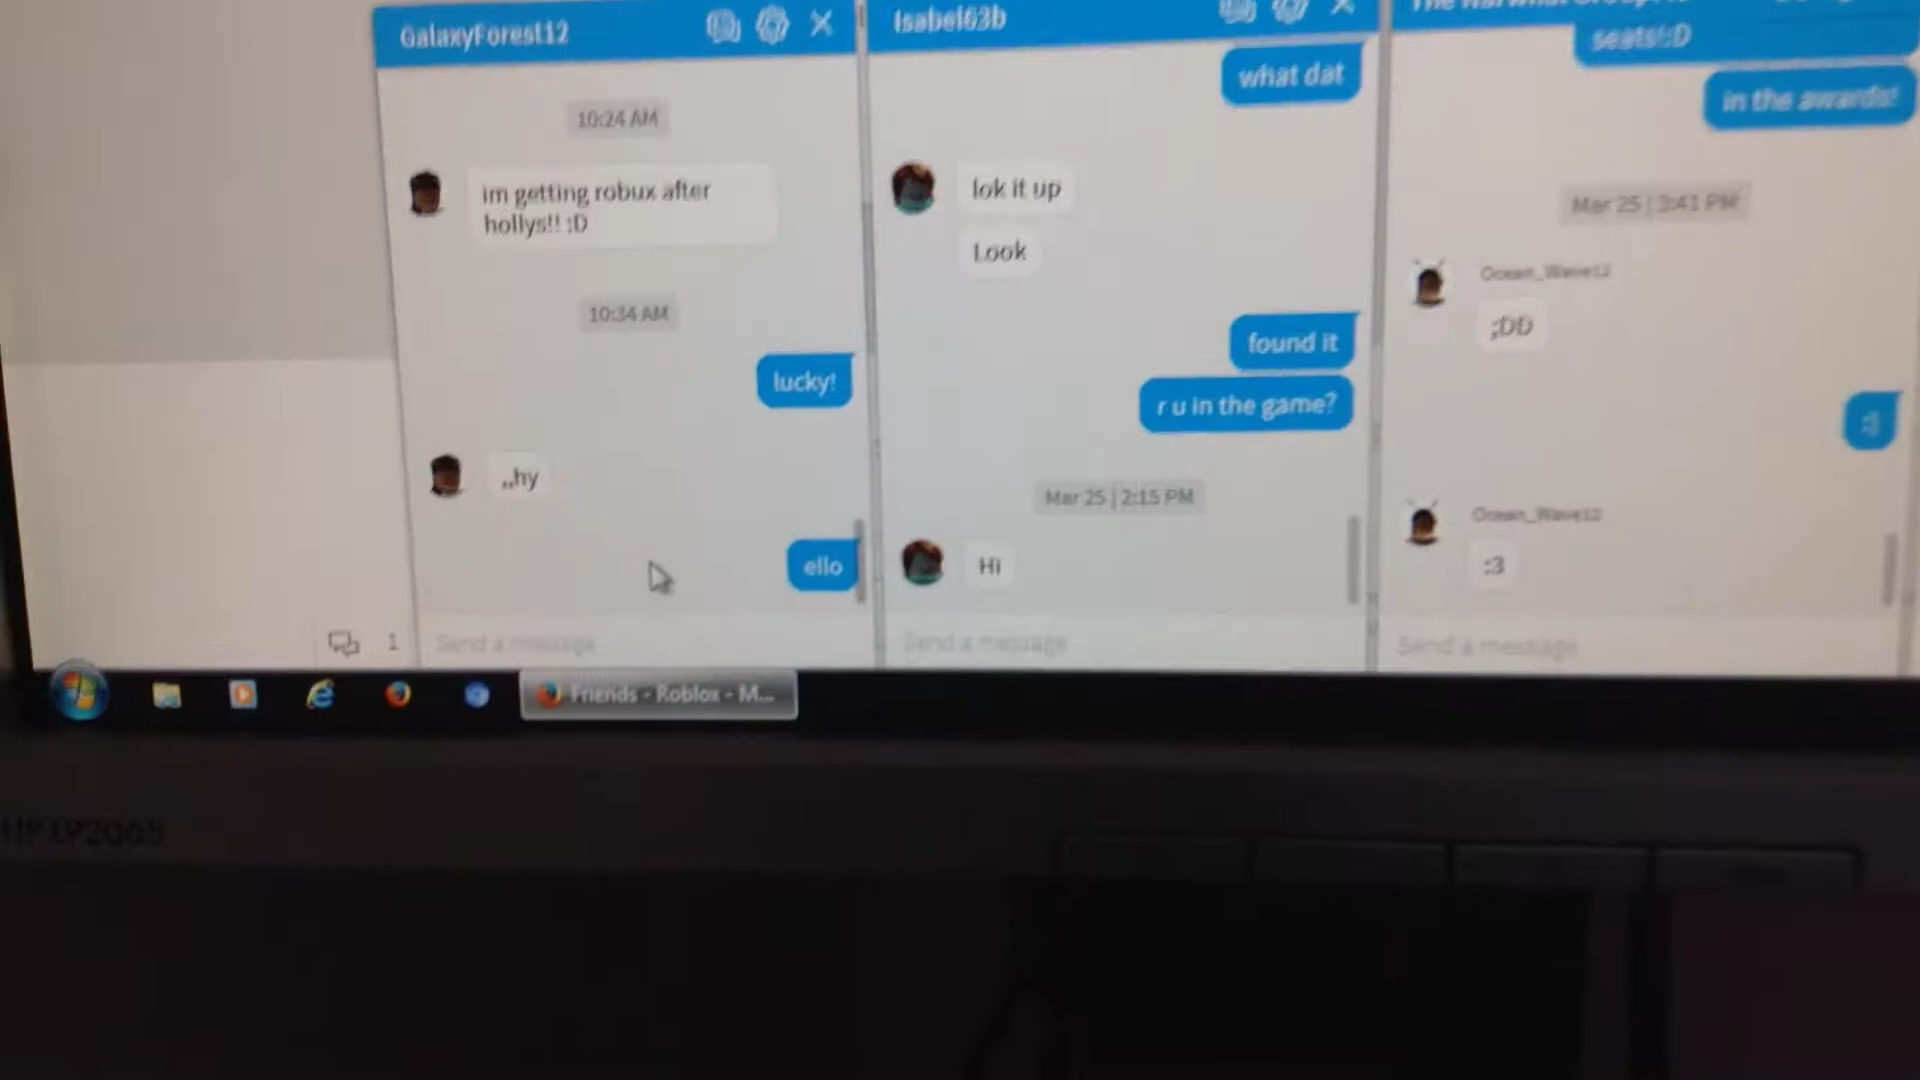 GalaxyForest12
10:24 AM
im getting robux after
hollys!! :D
10:34 AM
lucky!
,,hy
ello
Send a message
1
Isabel63b
what dat
lok it up
Look
found it
r u in the game?
Mar 25 | 2:15 PM
Hi
Send a message
seats!:D
in the awards!
Mar 25 | 3:41 PM
Ocean_Wave12
;DD
:)
Ocean_Wave12
:3
Send a message
Friends - Roblox - M...
HP LP2065